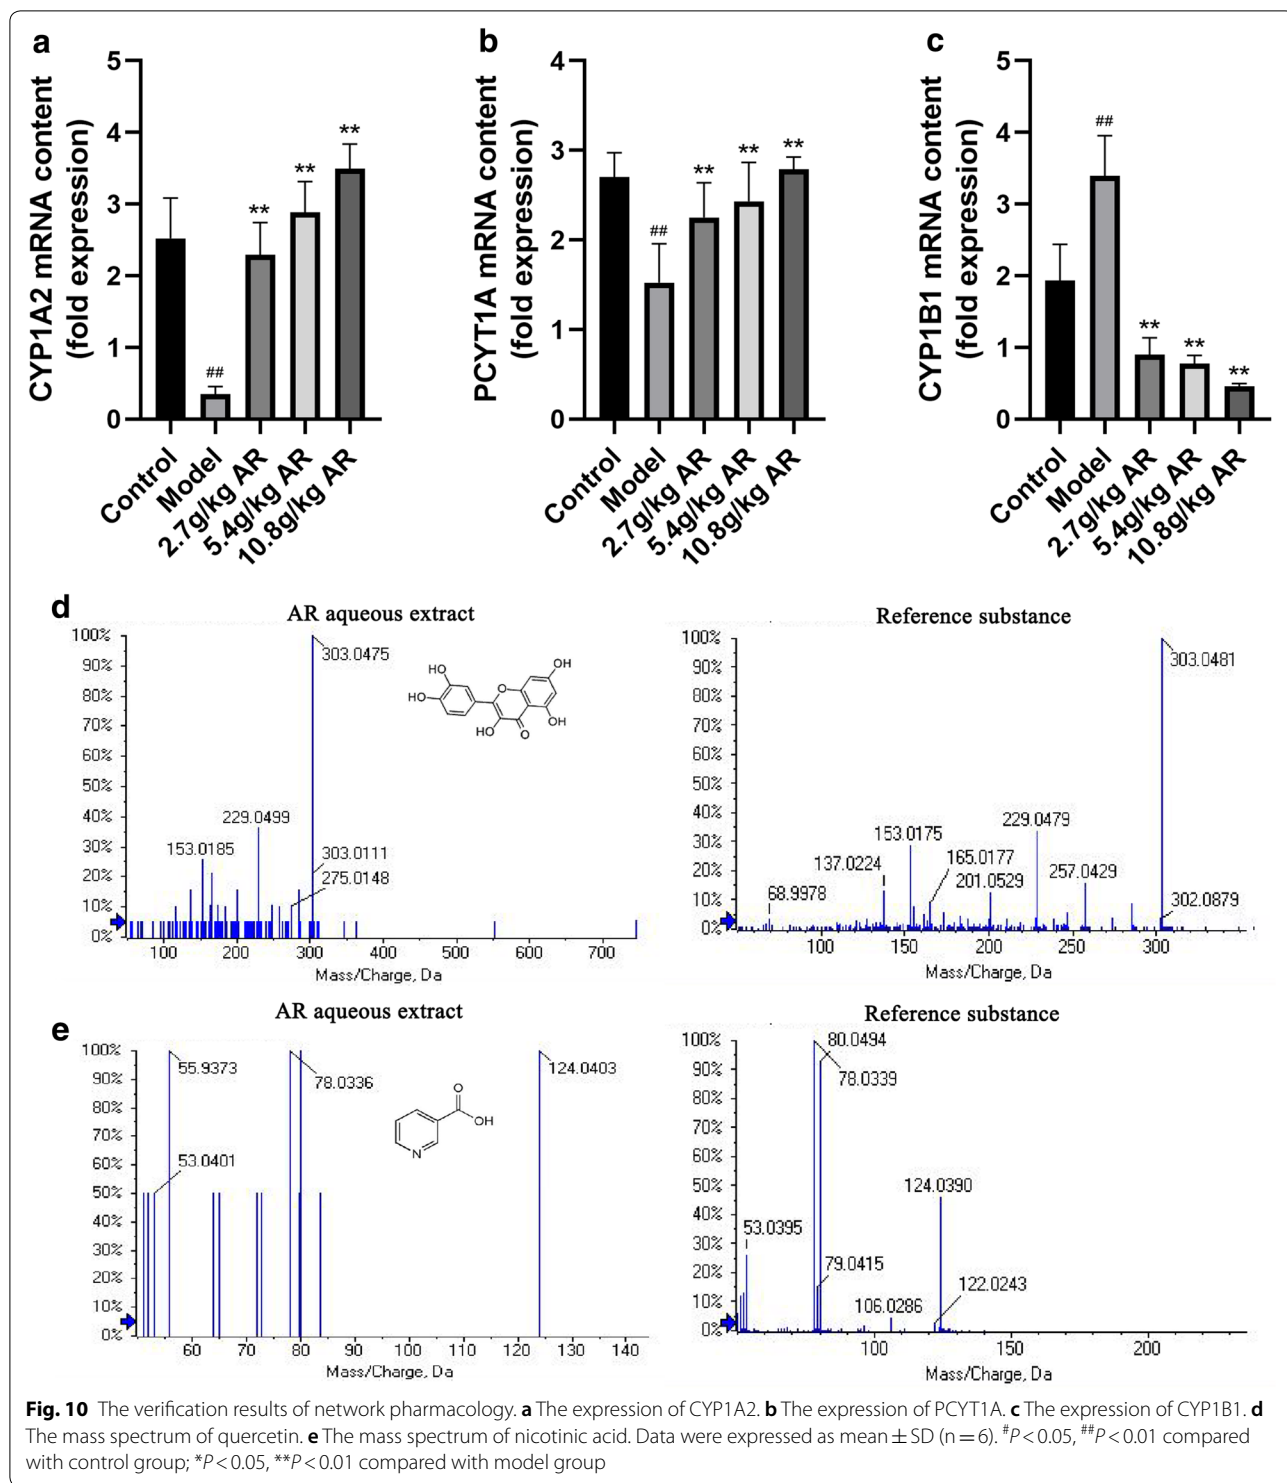 a
CYP1A2 mRNA content
(fold expression)
5
4
3
2
1
0
##
**
**
**
Control
Model
2.7g/kg AR
5.4g/kg AR
10.8g/kg AR
b
PCYT1A mRNA content
(fold expression)
4
3
2
1
0
##
**
**
**
Control
Model
2.7g/kg AR
5.4g/kg AR
10.8g/kg AR
c
CYP1B1 mRNA content
(fold expression)
5
4
3
2
1
0
##
**
**
**
Control
Model
2.7g/kg AR
5.4g/kg AR
10.8g/kg AR
d
AR aqueous extract
100%
90%
80%
70%
60%
50%
40%
30%
20%
10%
0%
303.0475
229.0499
153.0185
303.0111
275.0148
HO
HO
O
OH
OH
HO
O
100 200 300 400 500 600 700
Mass/Charge, Da
Reference substance
100%
90%
80%
70%
60%
50%
40%
30%
20%
10%
0%
303.0481
229.0479
153.0175
137.0224
165.0177
201.0529
257.0429
68.9978
302.0879
100 150 200 250 300
Mass/Charge, Da
e
AR aqueous extract
100%
90%
80%
70%
60%
50%
40%
30%
20%
10%
0%
55.9373
78.0336
124.0403
53.0401
O
OH
N
60 70 80 90 100 110 120 130 140
Mass/Charge, Da
Reference substance
100%
90%
80%
70%
60%
50%
40%
30%
20%
10%
0%
80.0494
78.0339
124.0390
53.0395
79.0415
106.0286
122.0243
100 150 200
Mass/Charge, Da
Fig. 10 The verification results of network pharmacology. a The expression of CYP1A2. b The expression of PCYT1A. c The expression of CYP1B1. d
The mass spectrum of quercetin. e The mass spectrum of nicotinic acid. Data were expressed as mean ± SD (n = 6). #P < 0.05, ##P < 0.01 compared
with control group; *P < 0.05, **P < 0.01 compared with model group